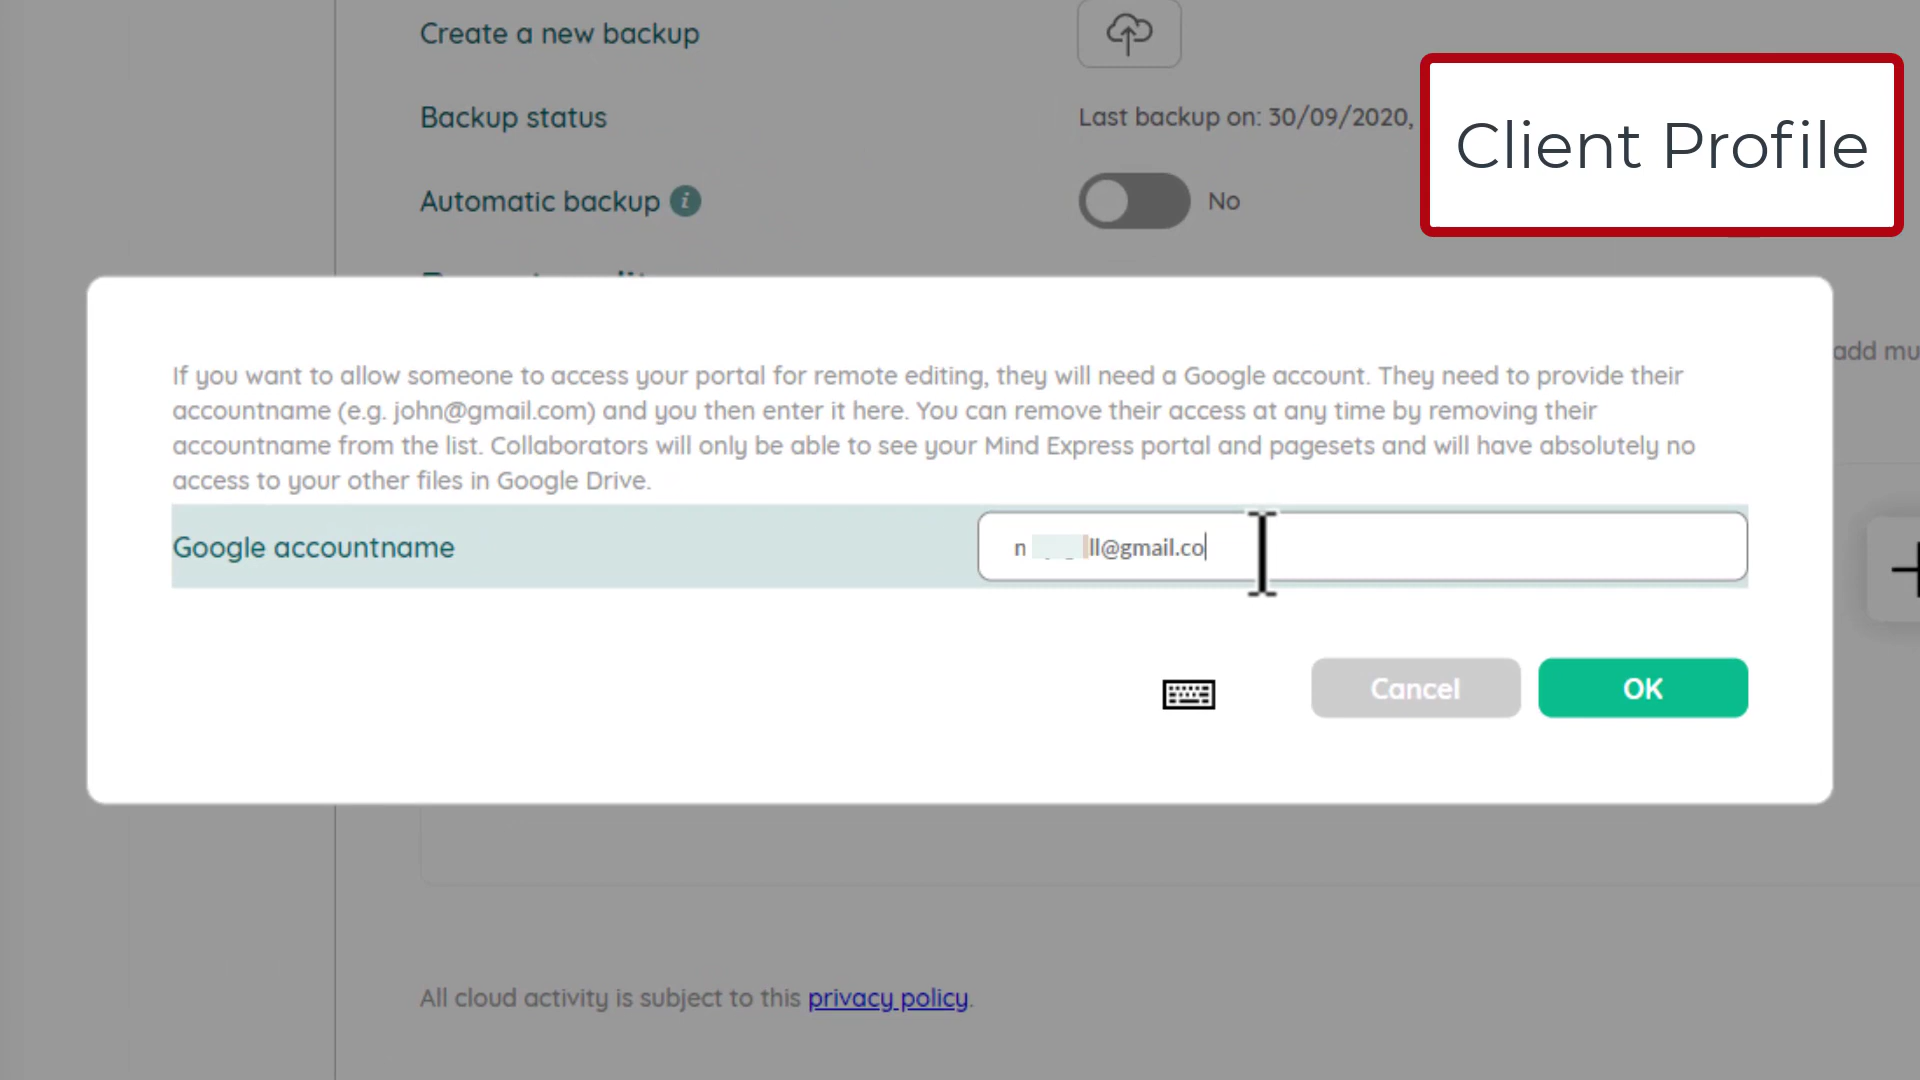 Create a new backup
Backup status
Last backup on: 30/09/2020,
Client Profile
Automatic backup i
No
add mu
If you want to allow someone to access your portal for remote editing, they will need a Google account. They need to provide their
accountname (e.g. john@gmail.com) and you then enter it here. You can remove their access at any time by removing their
accountname from the list. Collaborators will only be able to see your Mind Express portal and pagesets and will have absolutely no
access to your other files in Google Drive.
Google accountname
n ll@gmail.co
Cancel
OK
All cloud activity is subject to this privacy policy.